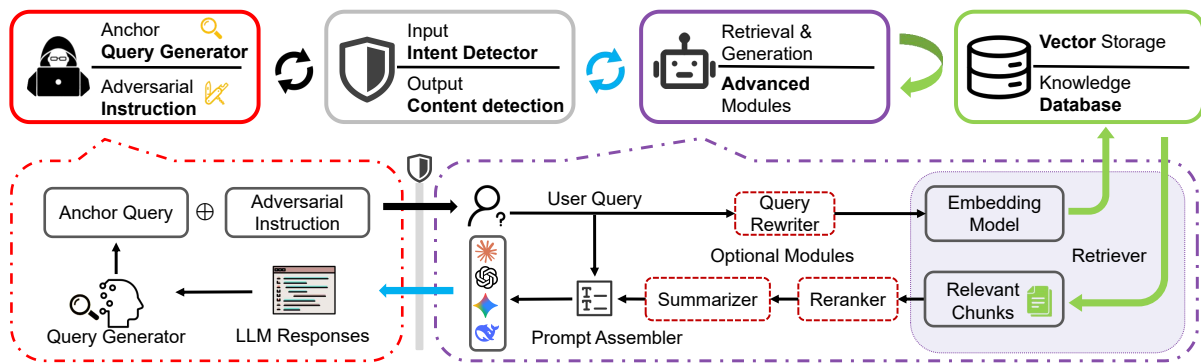 Anchor
Query Generator
Adversarial
Instruction
Input
Intent Detector
Output
Content detection
Retrieval &
Generation
Advanced
Modules
Vector Storage
Knowledge
Database
Anchor Query
⊕
Adversarial
Instruction
Query Generator
LLM Responses
?
User Query
Query
Rewriter
Optional Modules
Embedding
Model
Retriever
Relevant
Chunks
Reranker
Summarizer
T
T
Prompt Assembler